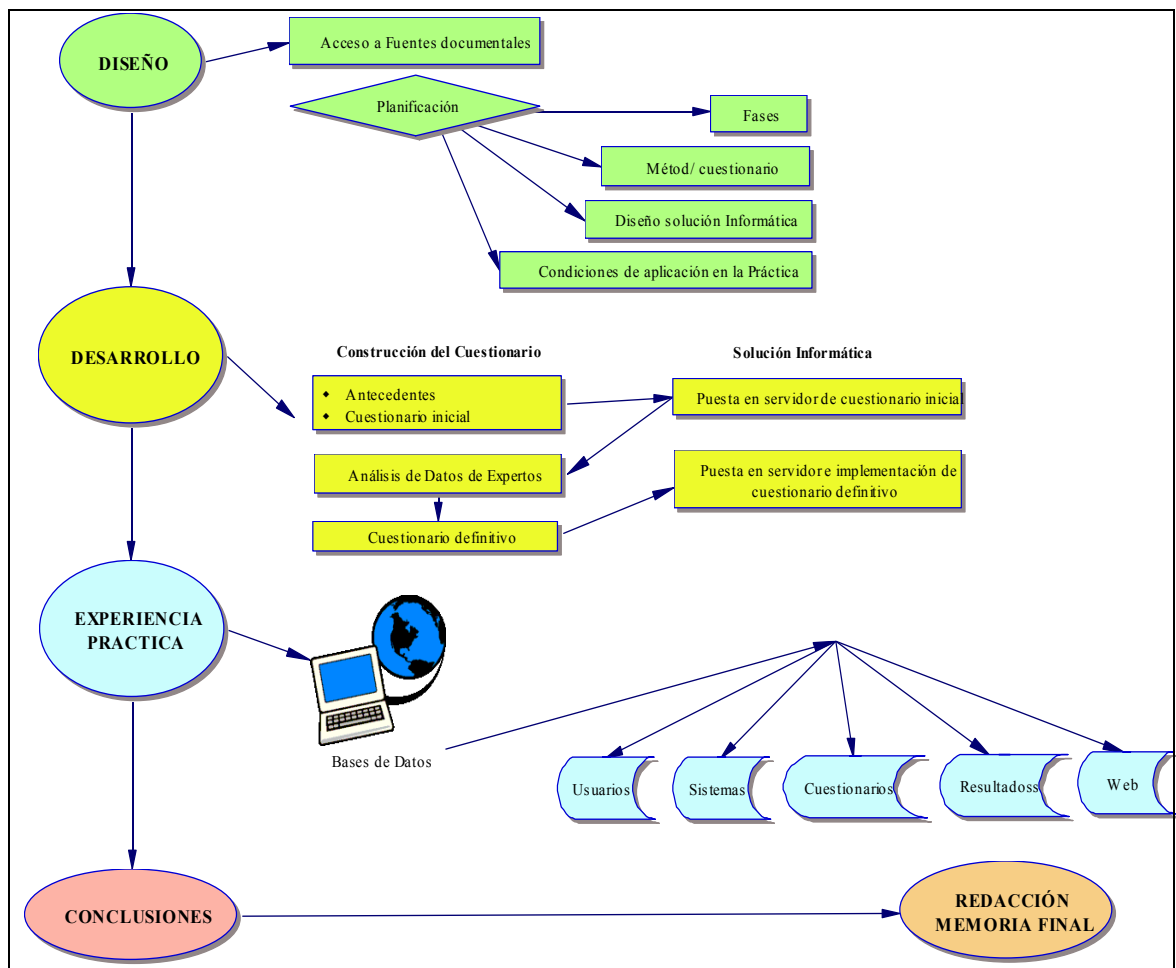 DISEÑO
Acceso a Fuentes documentales
Planificación
Fases
Métod/ cuestionario
Diseño solución Informática
Condiciones de aplicación en la Práctica
DESARROLLO
Construcción del Cuestionario
Solución Informática
Antecedentes
Cuestionario inicial
Puesta en servidor de cuestionario inicial
Análisis de Datos de Expertos
Puesta en servidor e implementación de
cuestionario definitivo
Cuestionario definitivo
EXPERIENCIA
PRACTICA
Bases de Datos
Usuarios
Sistemas
Cuestionarios
Resultadoss
Web
CONCLUSIONES
REDACCIÓN
MEMORIA FINAL